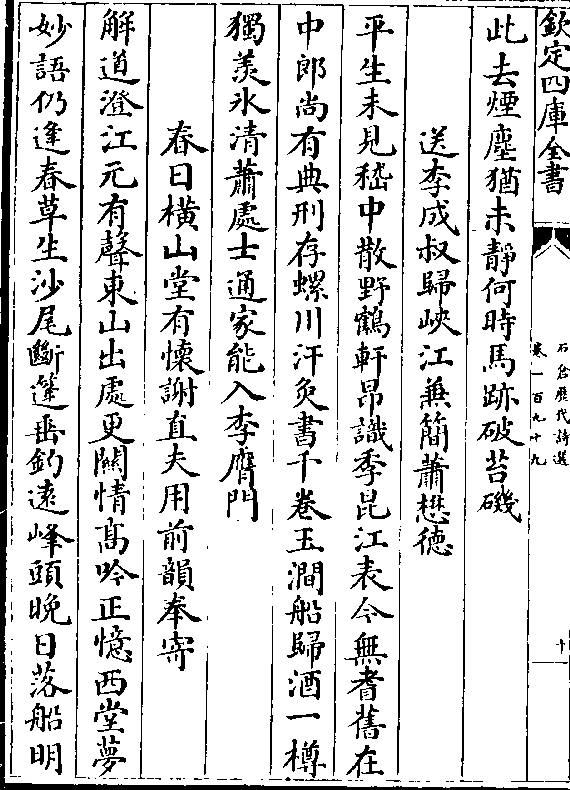 欽定四庫全書
石倉歷代詩選
卷一百九十九
十
此去煙塵猶未靜何時馬跡破苔磯
送李成叔歸峽江兼簡蕭懋德
平生未見嵇中散野鶴軒昂識季昆江表今無耆舊在
中郎尚有典刑存螺川汗灸書千卷玉澗船歸酒一樽
獨羨氷清蕭處士通家能入李膺門
春日橫山堂有懷謝直夫用前韻奉寄
解道澄江元有聲東山出處更關情髙吟正憶西堂夢
妙語仍逢春草生沙尾斷篷垂釣遠峰頭晚日落船明